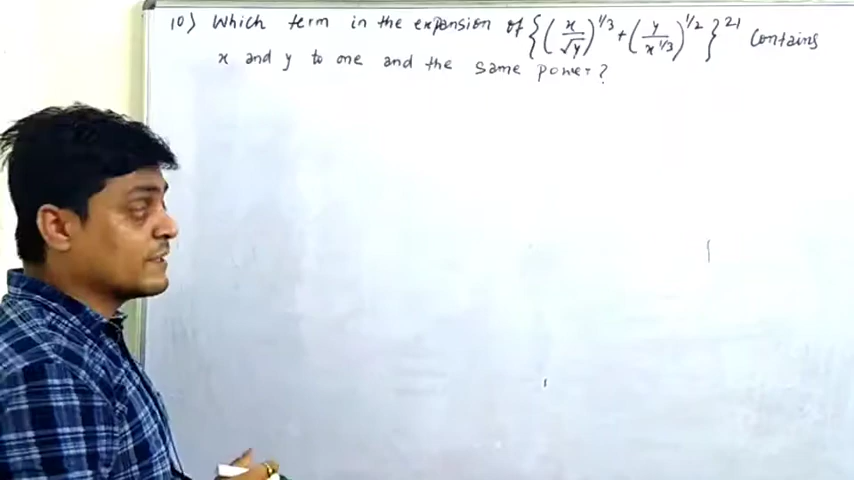 10) Which term in the expansion of {(x/√y)^1/3 + (y/x^1/3)^1/2}^21 contains
x and y to one and the same power?